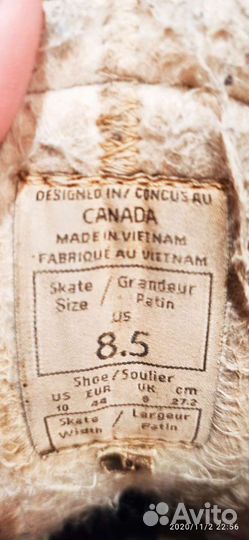 DESIGNED IN/ CONCUS AU
CANADA
MADE IN VIETNAM
FABRIQUÉ AU VIETNAM
Skate / Grandeur
Size / Patin
US
8.5
Shoe/Soulier
US EUR UK cm
10 44 9 27.2
Skate / Largeur
Width / Patin
Avito
2020/11/2 22:56